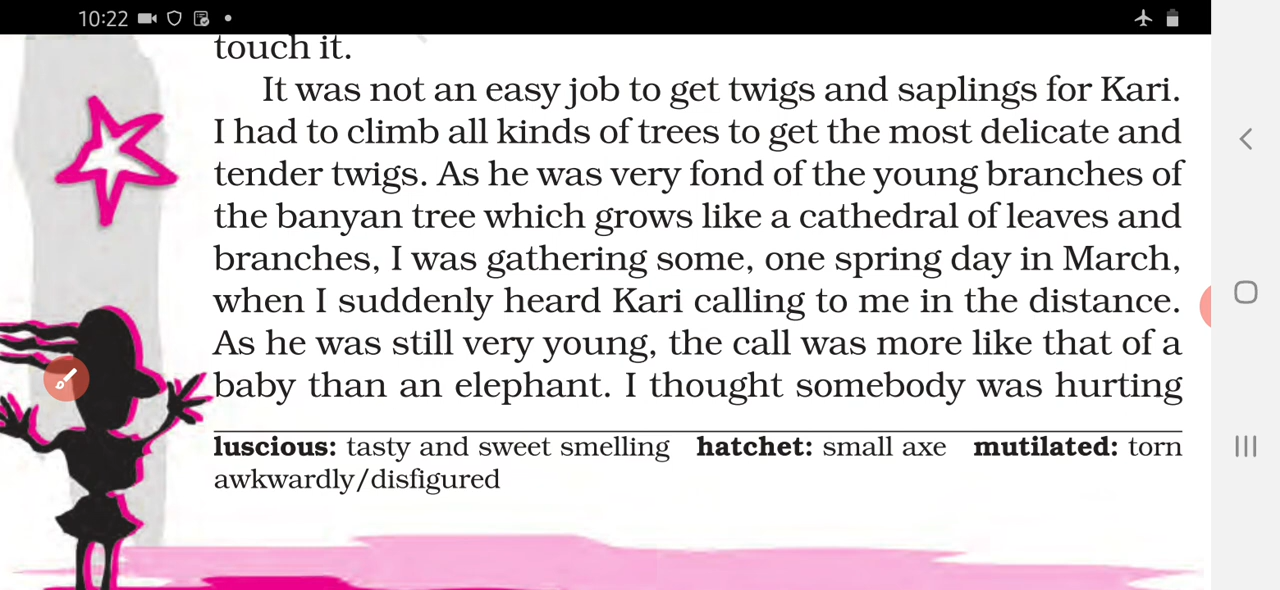 10:22
touch it.
It was not an easy job to get twigs and saplings for Kari.
I had to climb all kinds of trees to get the most delicate and
tender twigs. As he was very fond of the young branches of
the banyan tree which grows like a cathedral of leaves and
branches, I was gathering some, one spring day in March,
when I suddenly heard Kari calling to me in the distance.
As he was still very young, the call was more like that of a
baby than an elephant. I thought somebody was hurting
luscious: tasty and sweet smelling hatchet: small axe mutilated: torn
awkwardly/disfigured